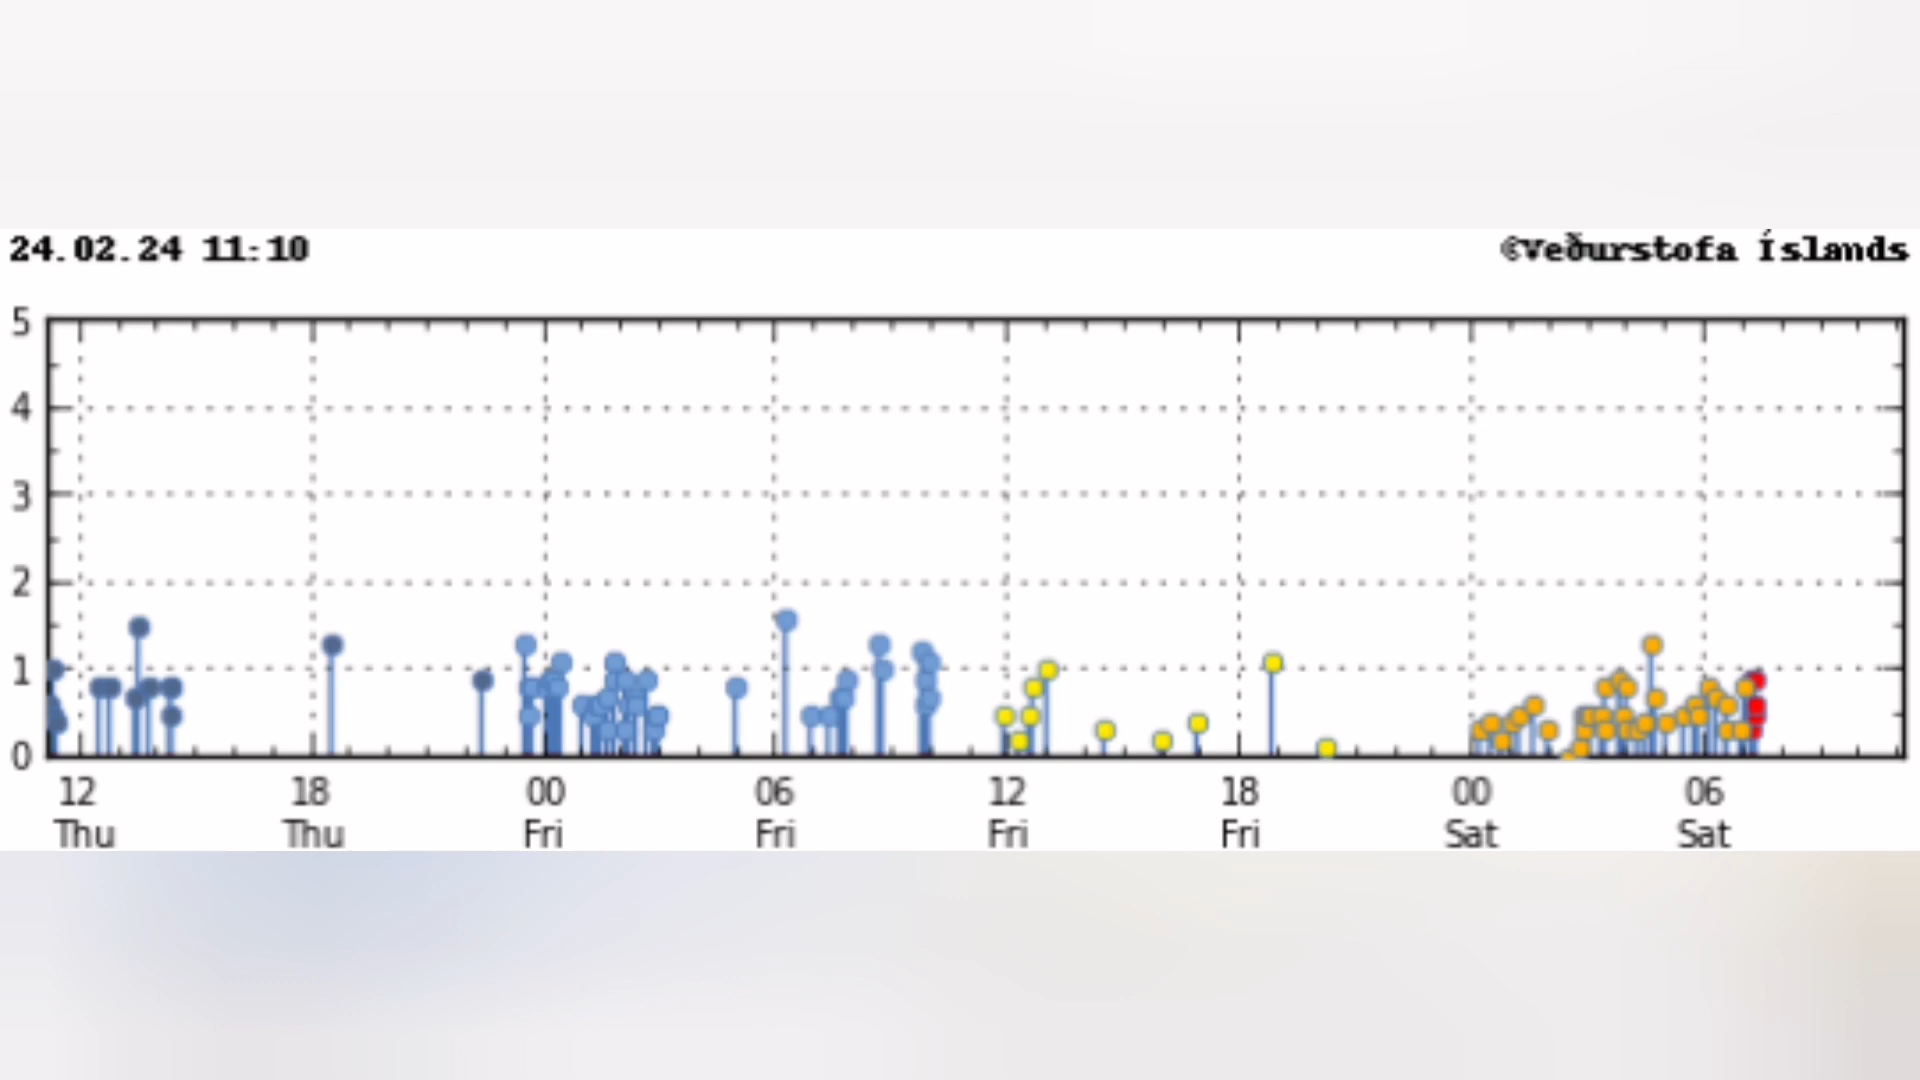 24.02.24 11:10
©Veðurstofa Íslands
5
4
3
2
1
0
12 18 00 06 12 18 00 06
Thu Thu Fri Fri Fri Fri Sat Sat